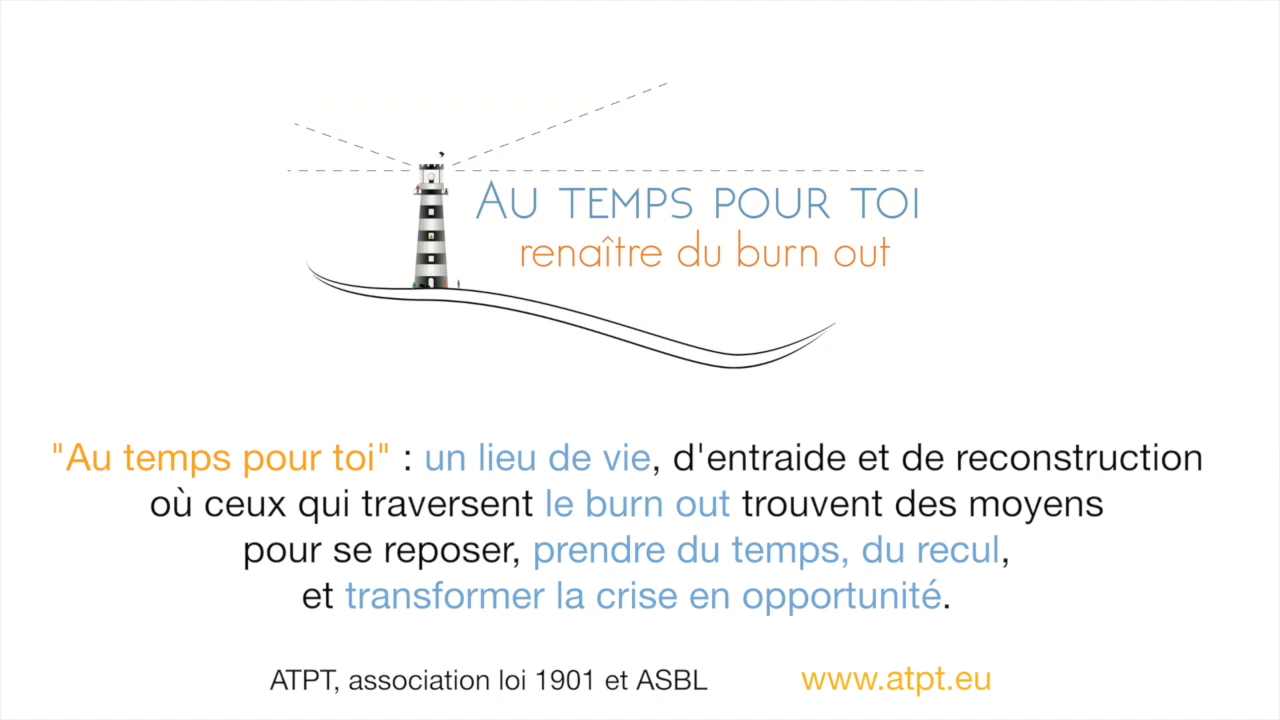 AU TEMPS POUR TOI
renaître du burn out
"Au temps pour toi" : un lieu de vie, d'entraide et de reconstruction
où ceux qui traversent le burn out trouvent des moyens
pour se reposer, prendre du temps, du recul,
et transformer la crise en opportunité.
ATPT, association loi 1901 et ASBL www.atpt.eu